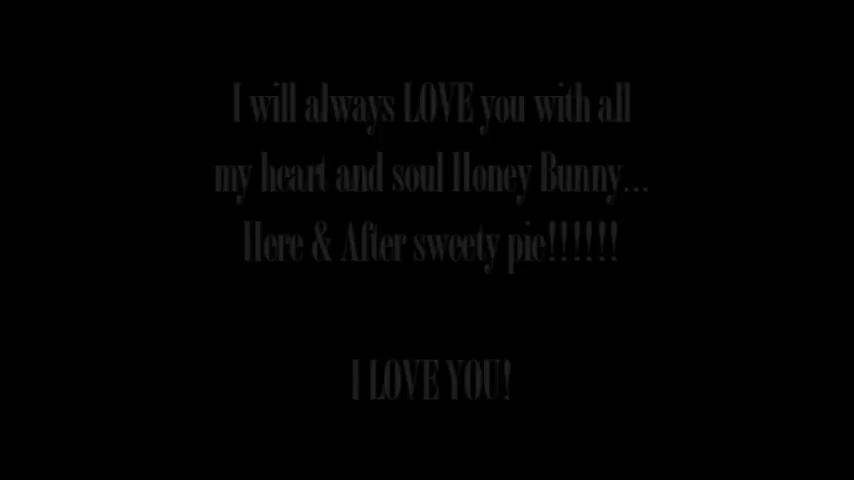 I will always LOVE you with all
my heart and soul Honey Bunny...
Here & After sweety pie!!!!!!
I LOVE YOU!